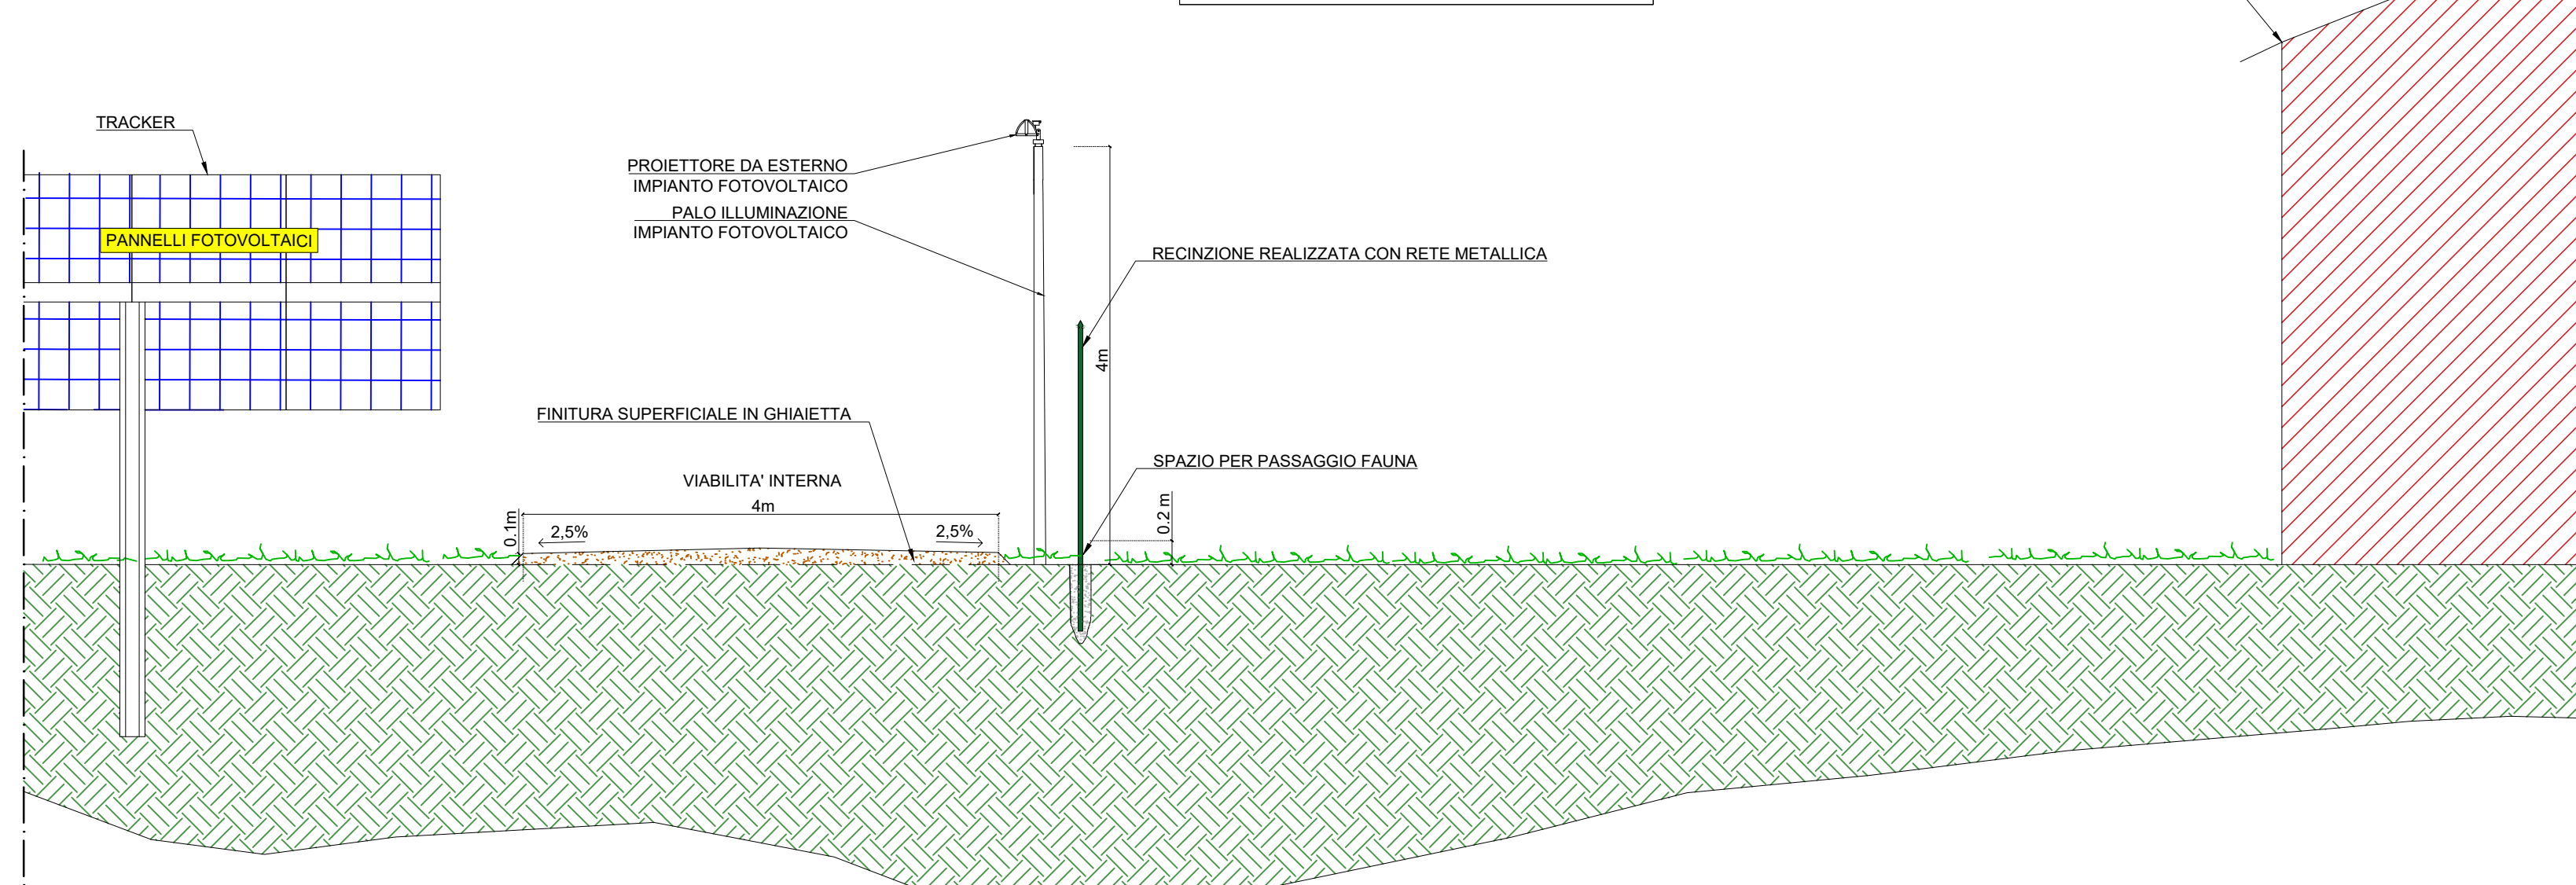 TRACKER
PANNELLI FOTOVOLTAICI
PROIETTORE DA ESTERNO
IMPIANTO FOTOVOLTAICO
PALO ILLUMINAZIONE
IMPIANTO FOTOVOLTAICO
RECINZIONE REALIZZATA CON RETE METALLICA
4m
FINITURA SUPERFICIALE IN GHIAIETTA
SPAZIO PER PASSAGGIO FAUNA
VIABILITA' INTERNA
4m
0.1m
2,5%
2,5%
0.2 m